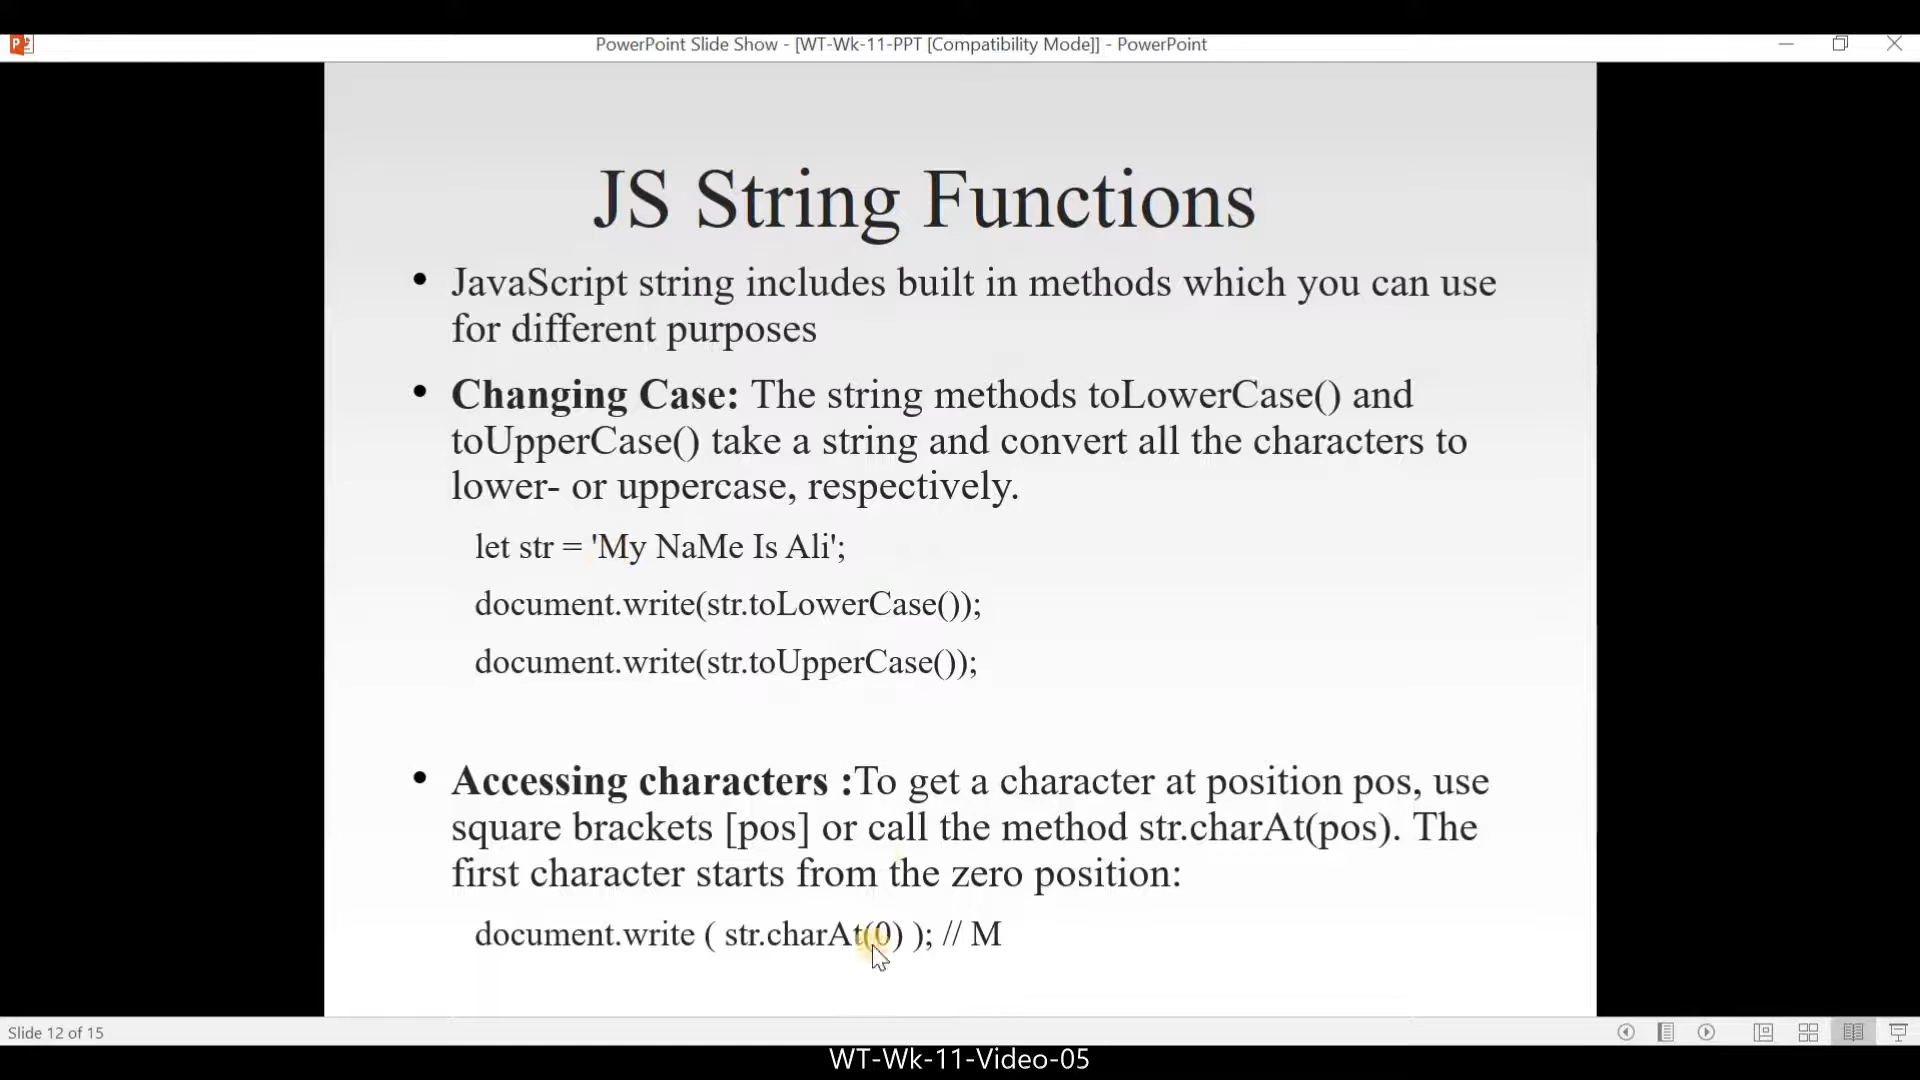 PowerPoint Slide Show - [WT-Wk-11-PPT [Compatibility Mode]] - PowerPoint
JS String Functions
• JavaScript string includes built in methods which you can use
for different purposes
• Changing Case: The string methods toLowerCase() and
toUpperCase() take a string and convert all the characters to
lower- or uppercase, respectively.
let str = 'My NaMe Is Ali';
document.write(str.toLowerCase());
document.write(str.toUpperCase());
• Accessing characters :To get a character at position pos, use
square brackets [pos] or call the method str.charAt(pos). The
first character starts from the zero position:
document.write ( str.charAt(0) ); // M
Slide 12 of 15
WT-Wk-11-Video-05